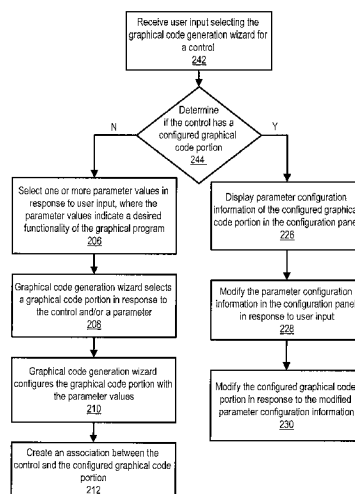 Receive user input selecting the
graphical code generation wizard for
a control
242
Determine
if the control has a
configured graphical
code portion
244
N
Y
Select one or more parameter values in
response to user input, where the
parameter values indicate a desired
functionality of the graphical program
206
Graphical code generation wizard selects
a graphical code portion in response to
the control and/or a parameter
208
Graphical code generation wizard
configures the graphical code portion with
the parameter values
210
Create an association between the
control and the configured graphical code
portion
212
Display parameter configuration
information of the configured graphical
code portion in the configuration panel
226
Modify the parameter configuration
information in the configuration panel
in response to user input
228
Modify the configured graphical code
portion in response to the modified
parameter configuration information
230